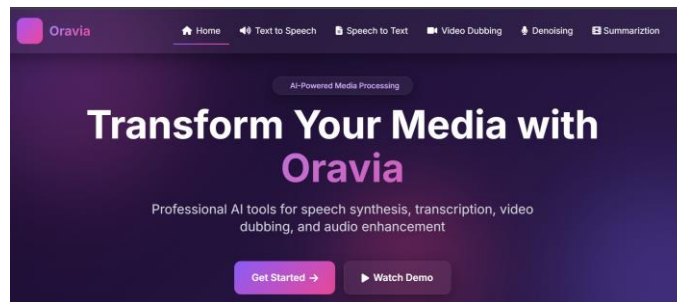 Oravia
Home Text to Speech Speech to Text Video Dubbing Denoising Summariztion
AI-Powered Media Processing
Transform Your Media with
Oravia
Professional AI tools for speech synthesis, transcription, video
dubbing, and audio enhancement
Get Started →
Watch Demo